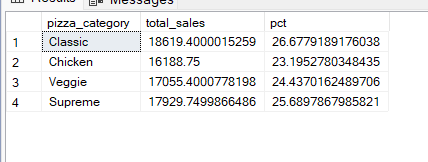 Results Messages
pizza_category total_sales pct
1 Classic 18619.4000015259 26.6779189176038
2 Chicken 16188.75 23.1952780348435
3 Veggie 17055.4000778198 24.4370162489706
4 Supreme 17929.7499866486 25.6897867985821